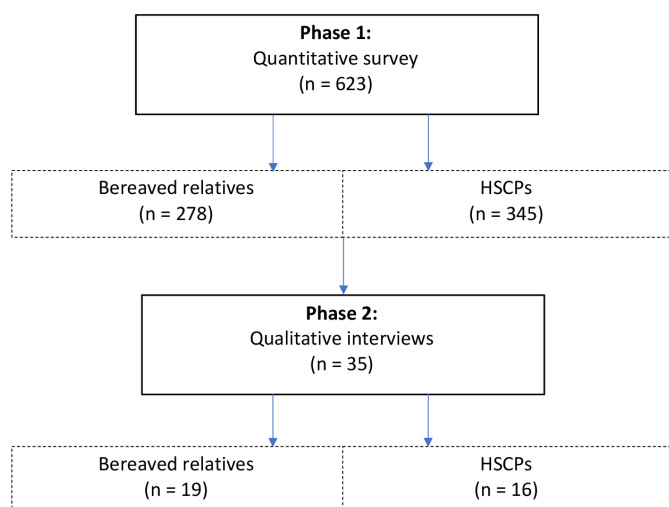 Phase 1:
Quantitative survey
(n = 623)
Bereaved relatives
(n = 278)
HSCPs
(n = 345)
Phase 2:
Qualitative interviews
(n = 35)
Bereaved relatives
(n = 19)
HSCPs
(n = 16)